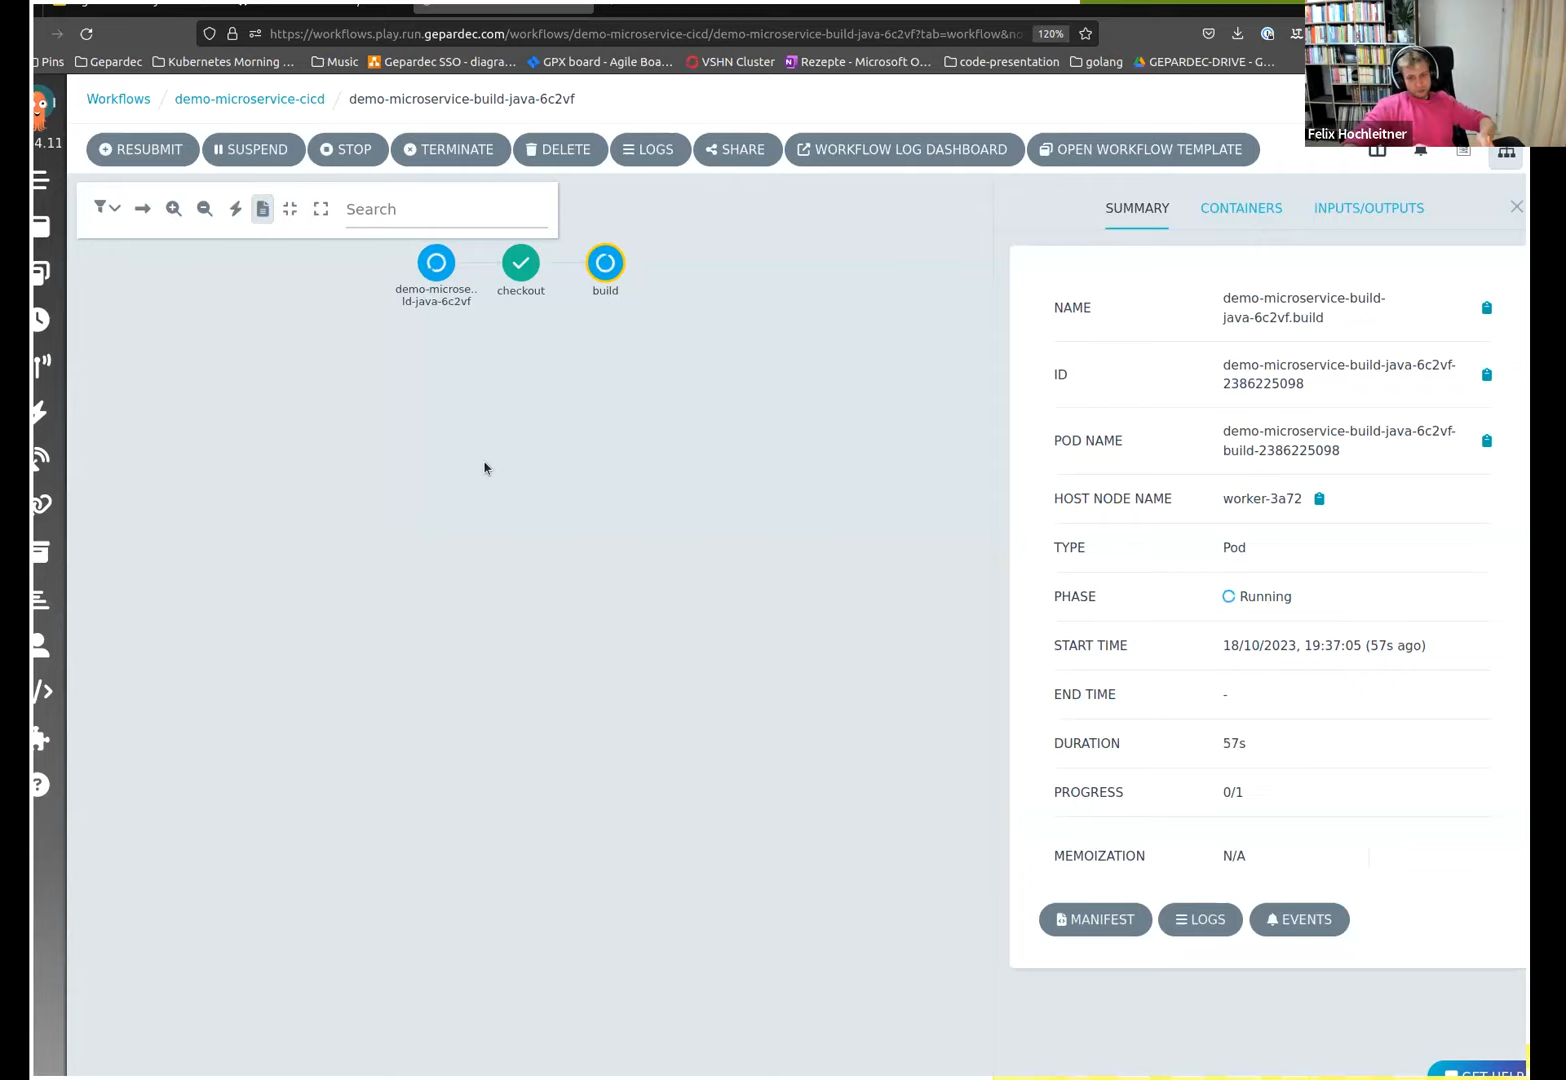 https://workflows.play.run.gepardec.com/workflows/demo-microservice-cicd/demo-microservice-build-java-6c2vf?tab=workflow&no
120%
Pins
Gepardec
Kubernetes Morning ...
Music
Gepardec SSO - diagra...
GPX board - Agile Boa...
VSHN Cluster
Rezepte - Microsoft O...
code-presentation
golang
GEPARDEC-DRIVE - G...
Felix Hochleitner
Workflows / demo-microservice-cicd / demo-microservice-build-java-6c2vf
4.11
RESUBMIT
SUSPEND
STOP
TERMINATE
DELETE
LOGS
SHARE
WORKFLOW LOG DASHBOARD
OPEN WORKFLOW TEMPLATE
Search
demo-microse..
ld-java-6c2vf
checkout
build
SUMMARY
CONTAINERS
INPUTS/OUTPUTS
NAME
demo-microservice-build-
java-6c2vf.build
ID
demo-microservice-build-java-6c2vf-
2386225098
POD NAME
demo-microservice-build-java-6c2vf-
build-2386225098
HOST NODE NAME
worker-3a72
TYPE
Pod
PHASE
Running
START TIME
18/10/2023, 19:37:05 (57s ago)
END TIME
-
DURATION
57s
PROGRESS
0/1
MEMOIZATION
N/A
MANIFEST
LOGS
EVENTS
GET HELP